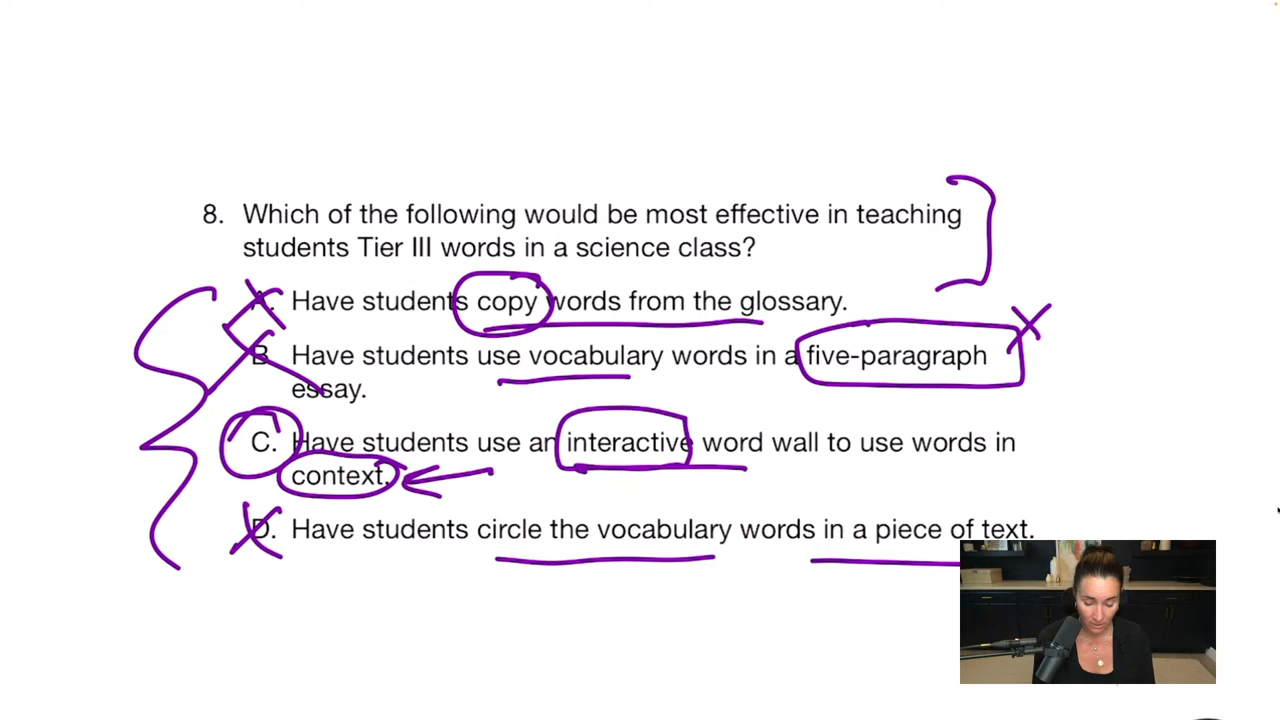 8. Which of the following would be most effective in teaching
students Tier III words in a science class?
A. Have students copy words from the glossary.
B. Have students use vocabulary words in a five-paragraph
essay.
C. Have students use an interactive word wall to use words in
context.
D. Have students circle the vocabulary words in a piece of text.